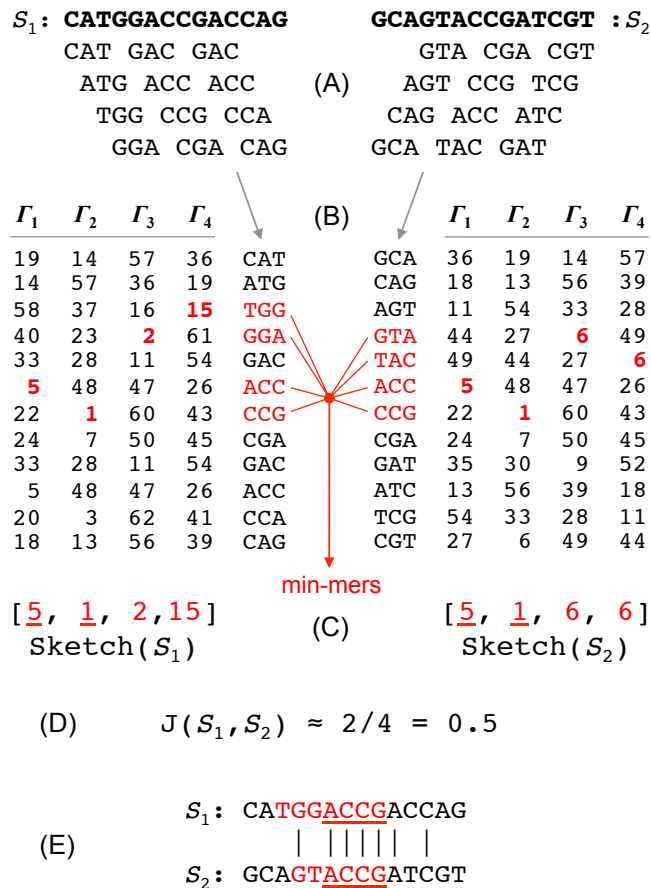 S1: CATGGACCGACCAG GCAGTACCGATCGT :S2
CAT GAC GAC GTA CGA CGT
ATG ACC ACC (A) AGT CCG TCG
TGG CCG CCA CAG ACC ATC
GGA CGA CAG GCA TAC GAT
Γ1 Γ2 Γ3 Γ4 (B) Γ1 Γ2 Γ3 Γ4
19 14 57 36 CAT GCA 36 19 14 57
14 57 36 19 ATG CAG 18 13 56 39
58 37 16 15 TGG AGT 11 54 33 28
40 23 2 61 GGA GTA 44 27 6 49
33 28 11 54 GAC TAC 49 44 27 6
5 48 47 26 ACC ACC 5 48 47 26
22 1 60 43 CCG CCG 22 1 60 43
24 7 50 45 CGA CGA 24 7 50 45
33 28 11 54 GAC GAT 35 30 9 52
5 48 47 26 ACC ATC 13 56 39 18
20 3 62 41 CCA TCG 54 33 28 11
18 13 56 39 CAG CGT 27 6 49 44
min-mers
[5, 1, 2,15] (C) [5, 1, 6, 6]
Sketch(S1) Sketch(S2)
(D) J(S1,S2) ≈ 2/4 = 0.5
S1: CATGGACCGACCAG
(E) | | | | | | |
S2: GCAGTACCGATCGT